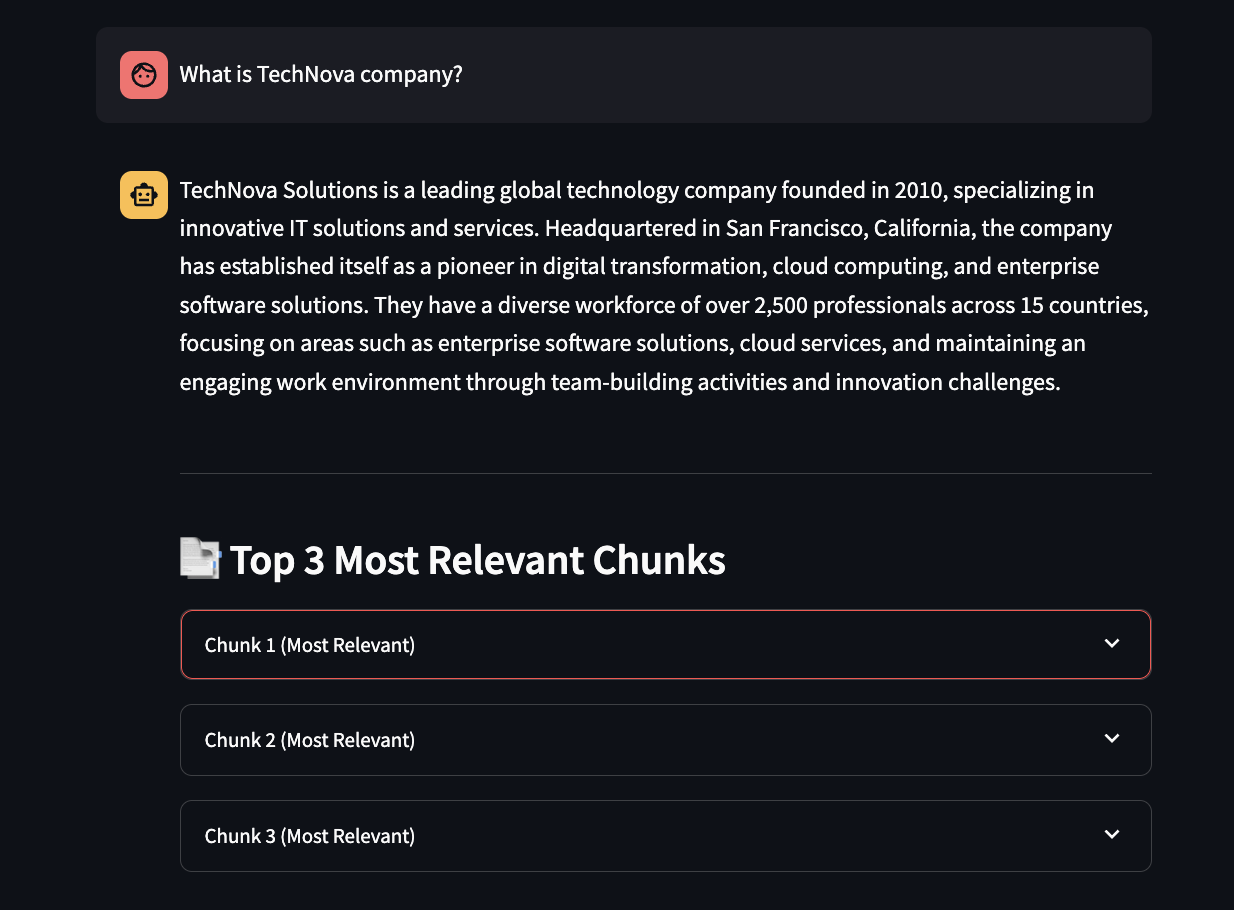 What is TechNova company?
TechNova Solutions is a leading global technology company founded in 2010, specializing in
innovative IT solutions and services. Headquartered in San Francisco, California, the company
has established itself as a pioneer in digital transformation, cloud computing, and enterprise
software solutions. They have a diverse workforce of over 2,500 professionals across 15 countries,
focusing on areas such as enterprise software solutions, cloud services, and maintaining an
engaging work environment through team-building activities and innovation challenges.
Top 3 Most Relevant Chunks
Chunk 1 (Most Relevant)
Chunk 2 (Most Relevant)
Chunk 3 (Most Relevant)